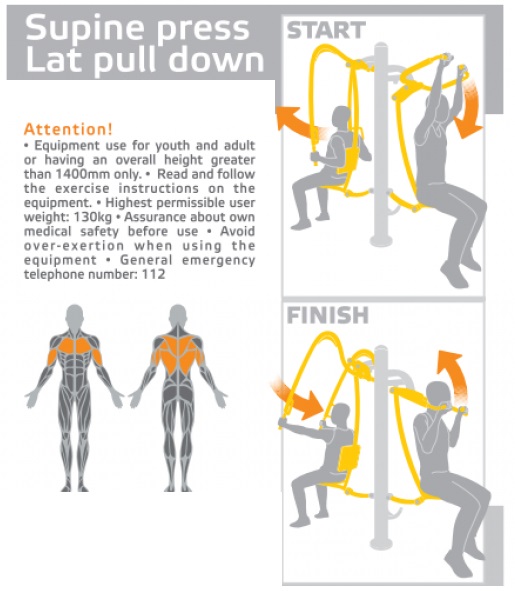 Supine press
Lat pull down
START
Attention!
• Equipment use for youth and adult
or having an overall height greater
than 1400mm only. • Read and follow
the exercise instructions on the
equipment. • Highest permissible user
weight: 130kg • Assurance about own
medical safety before use • Avoid
over-exertion when using the
equipment • General emergency
telephone number: 112
FINISH